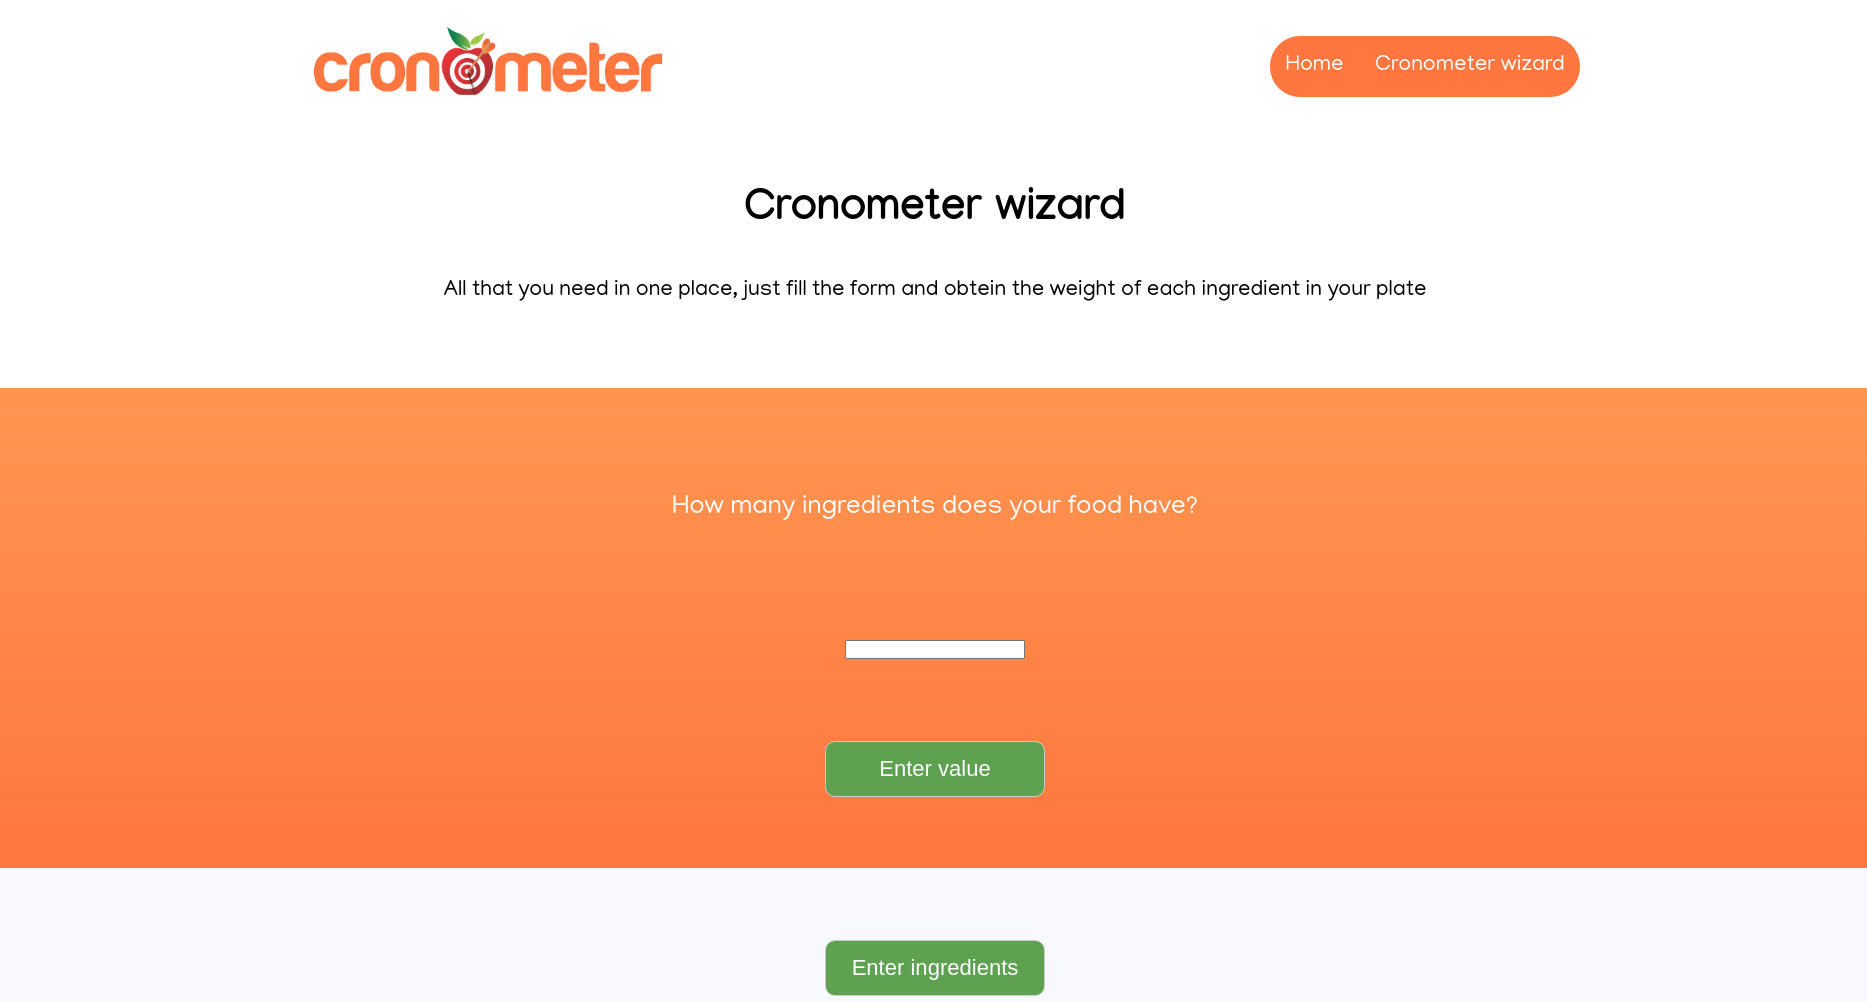 cronometer
Home Cronometer wizard
Cronometer wizard
All that you need in one place, just fill the form and obtein the weight of each ingredient in your plate
How many ingredients does your food have?
Enter value
Enter ingredients